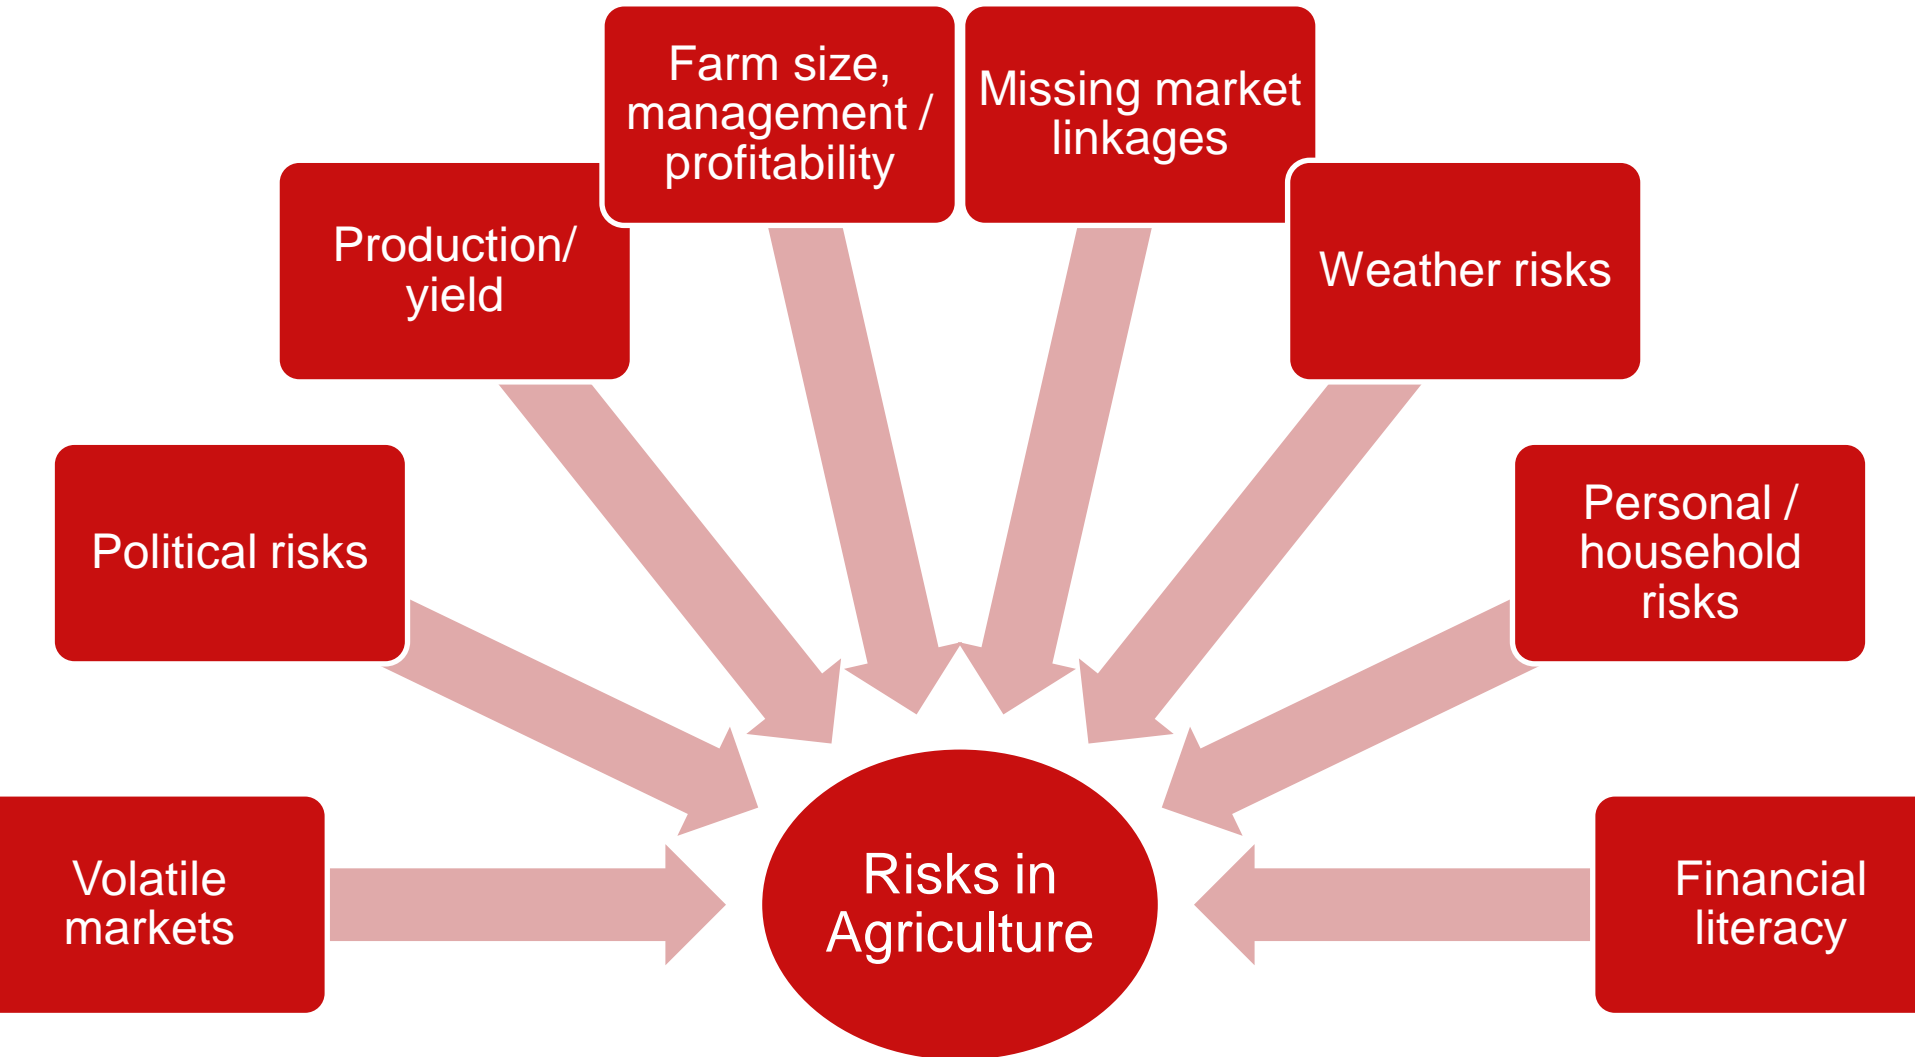 Farm size,
management /
profitability
Missing market
linkages
Production/
yield
Weather risks
Political risks
Personal /
household
risks
Volatile
markets
Risks in
Agriculture
Financial
literacy